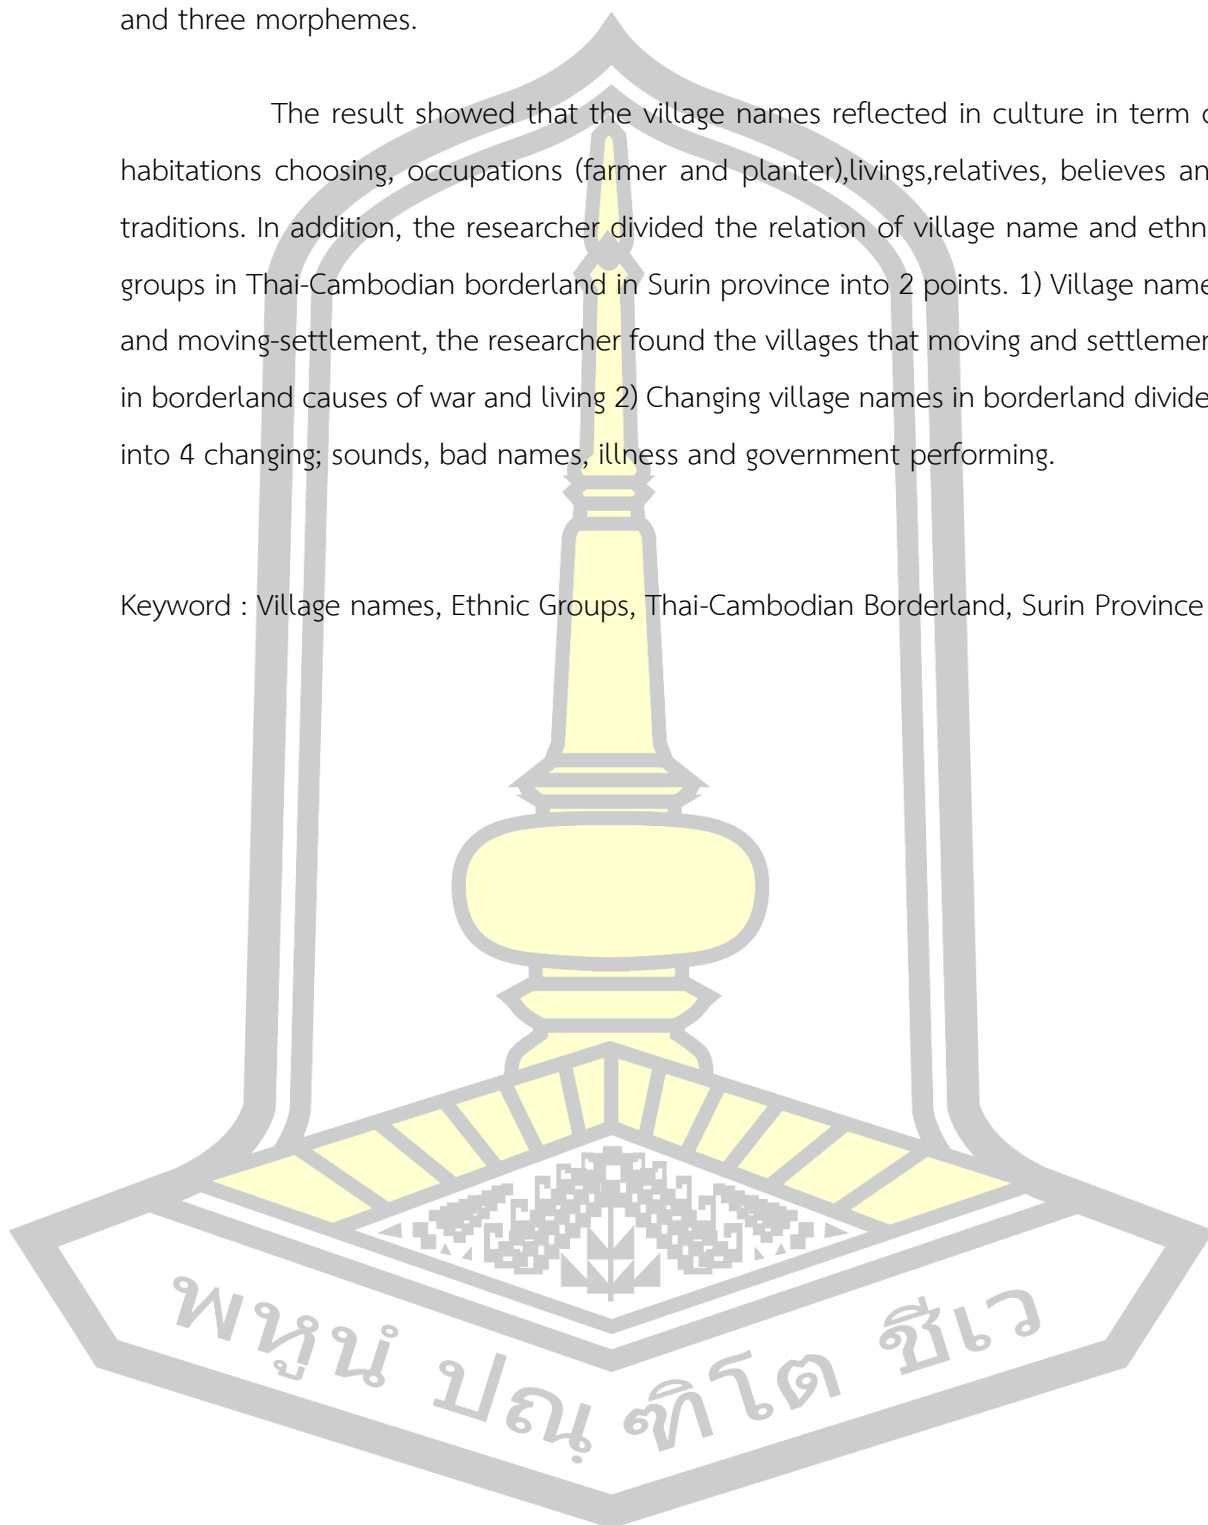 and three morphemes.
The result showed that the village names reflected in culture in term
habitations choosing, occupations (farmer and planter),livings,relatives, believes
traditions. In addition, the researcher divided the relation of village name and
groups in Thai-Cambodian borderland in Surin province into 2 points. 1) Village
and moving-settlement, the researcher found the villages that moving and
in borderland causes of war and living 2) Changing village names in borderland
into 4 changing; sounds, bad names, illness and government performing.
Keyword : Village names, Ethnic Groups, Thai-Cambodian Borderland, Surin Province
พหูนํ ปณฺฑิโต ชีเว